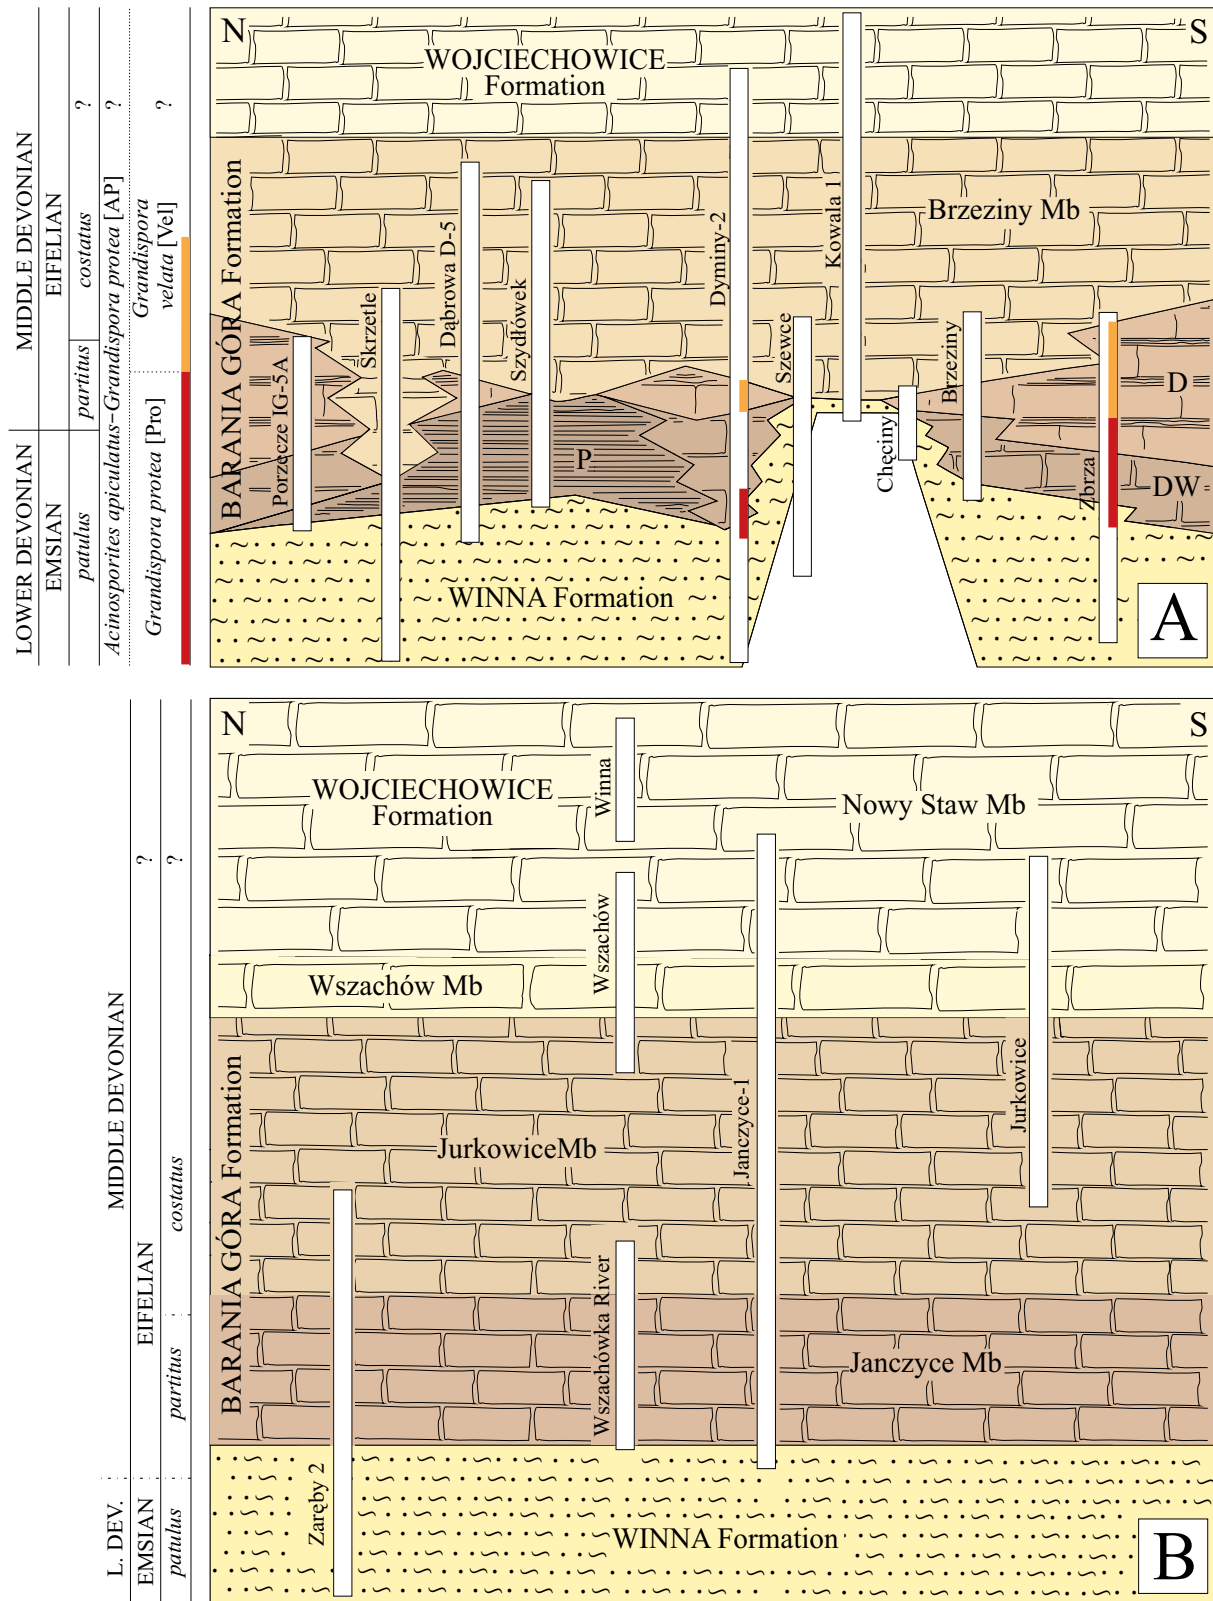 N
S
WOJCIECHOWICE
Formation
BARANIA GÓRA Formation
Brzeziny Mb
WINNA Formation
P
D
DW
Porzecze IG-5A
Skrzetle
Dąbrowa D-5
Szydłówek
Dyminy-2
Szewce
Kowala 1
Chęciny
Brzeziny
Zbrza
A
LOWER DEVONIAN
MIDDLE DEVONIAN
EMSIAN
EIFELIAN
patulus
partitus
costatus
?
Acinosporites apiculatus–Grandispora protea [AP]
?
Grandispora protea [Pro]
Grandispora
velata [Vel]
?
N
S
WOJCIECHOWICE
Formation
Nowy Staw Mb
Wszachów Mb
BARANIA GÓRA Formation
JurkowiceMb
Janczyce Mb
WINNA Formation
Zaręby 2
Winna
Wszachów
Wszachówka River
Janczyce-1
Jurkowice
B
L. DEV.
MIDDLE DEVONIAN
EMSIAN
EIFELIAN
?
patulus
partitus
costatus
?